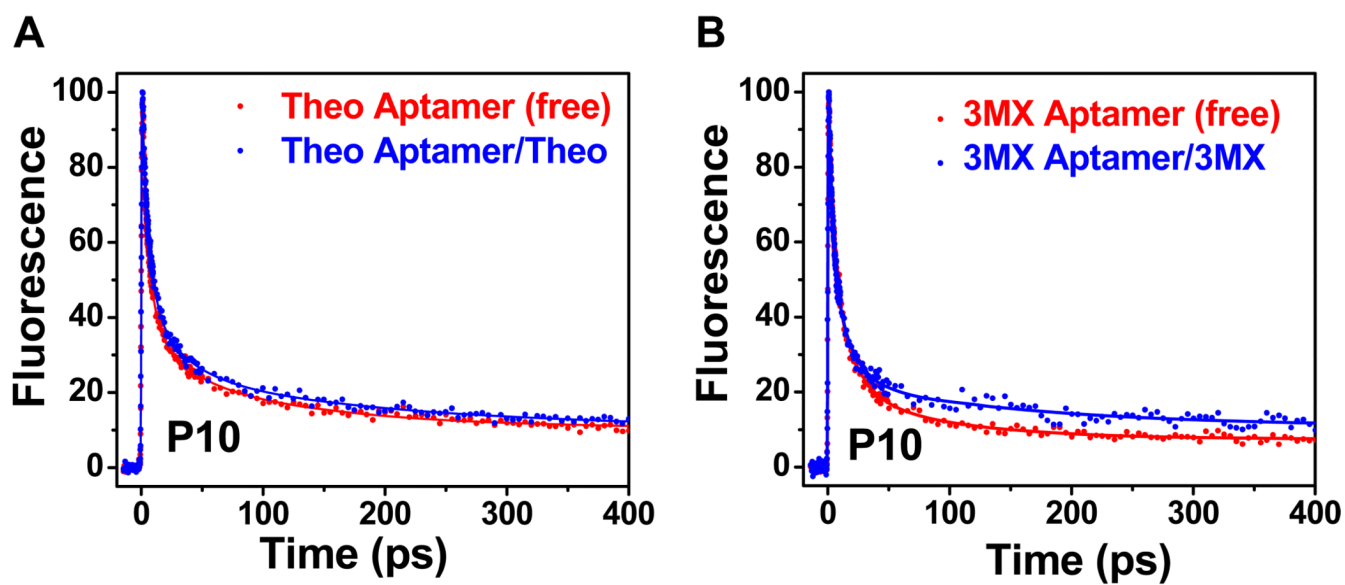 A
Fluorescence
100
80
60
40
20
0
Theo Aptamer (free)
Theo Aptamer/Theo
P10
0
100
200
300
400
Time (ps)
B
Fluorescence
100
80
60
40
20
0
3MX Aptamer (free)
3MX Aptamer/3MX
P10
0
100
200
300
400
Time (ps)